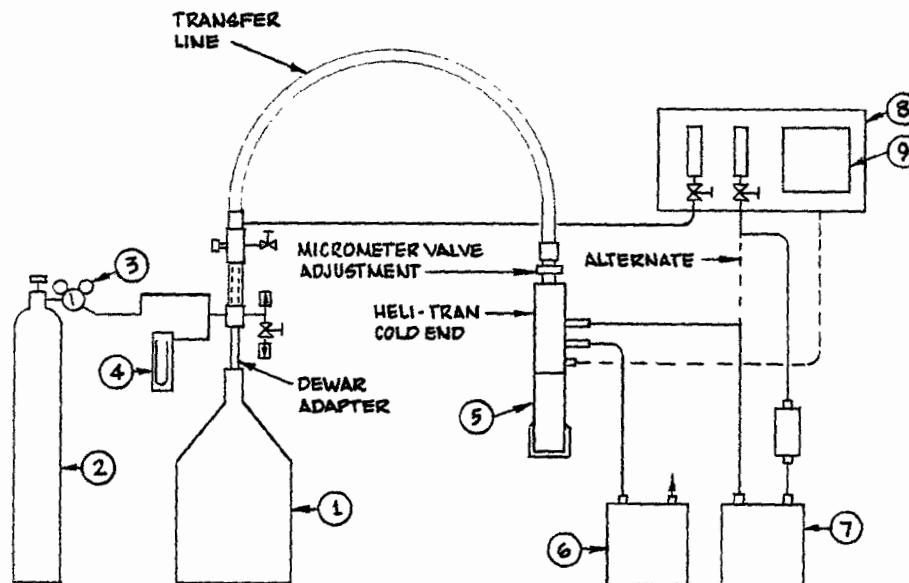 TRANSFER
LINE
8
9
MICROMETER VALVE
ADJUSTMENT
ALTERNATE
3
HELI-TRAN
COLD END
4
DEWAR
ADAPTER
5
2
1
6
7